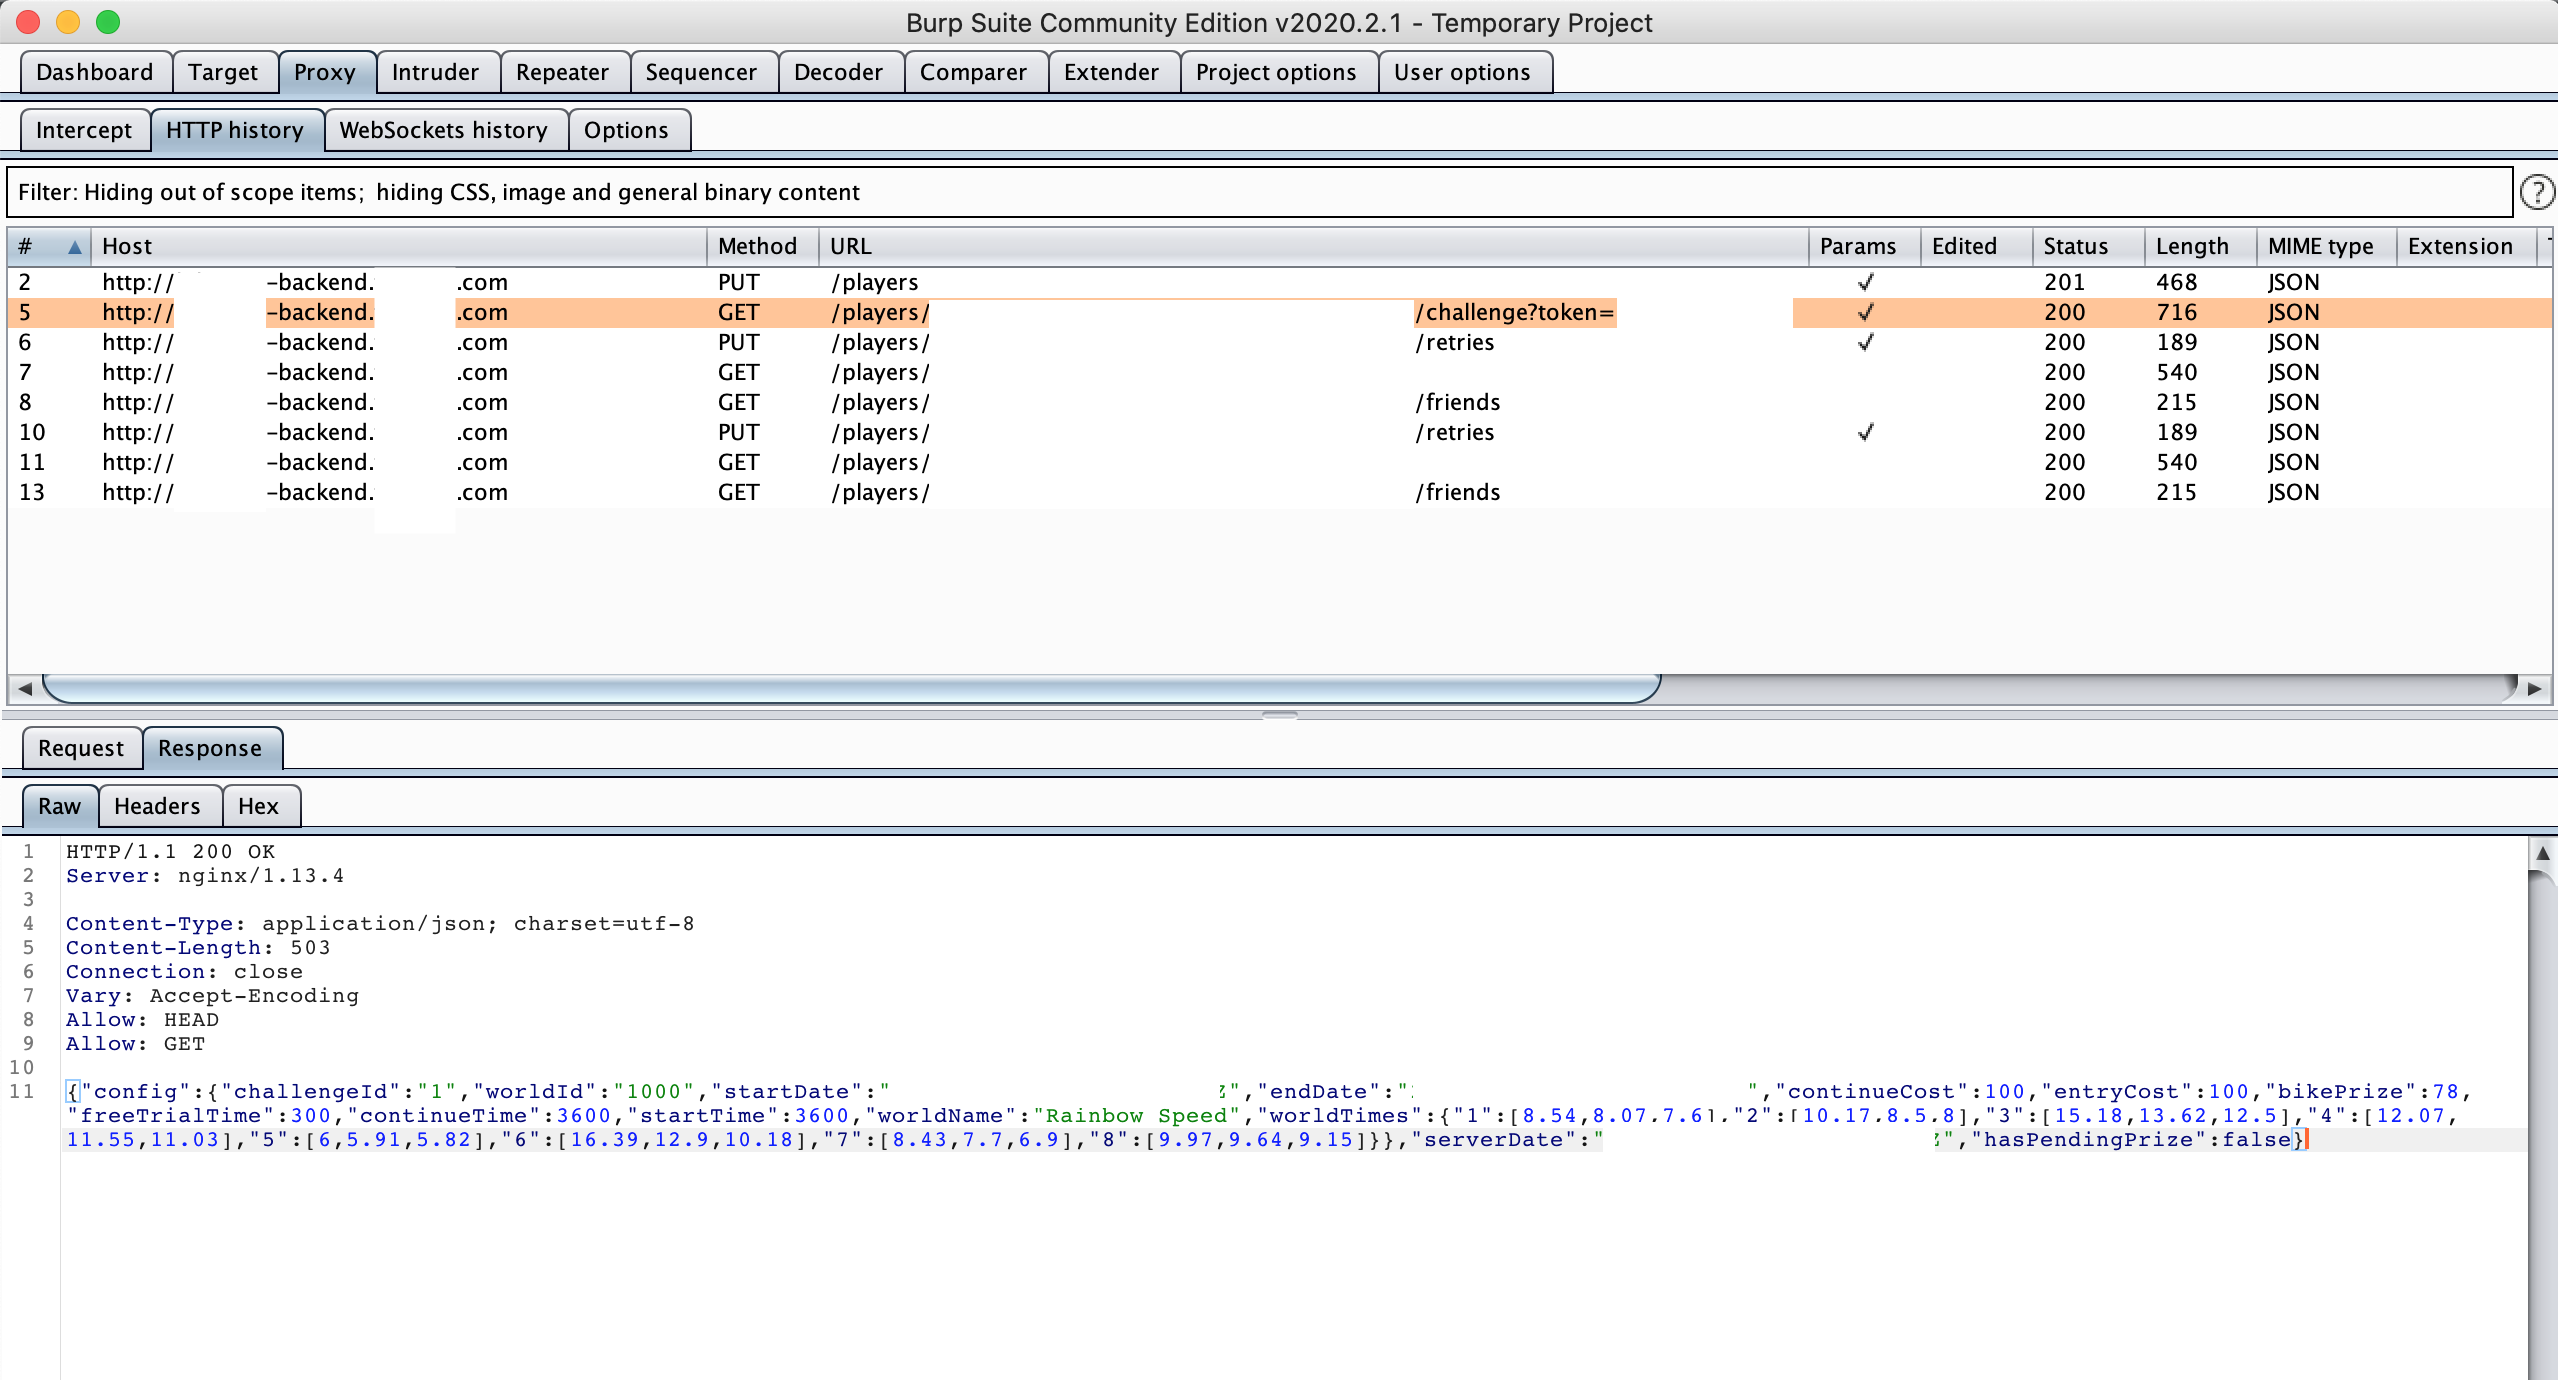 Burp Suite Community Edition v2020.2.1 - Temporary Project
Dashboard Target Proxy Intruder Repeater Sequencer Decoder Comparer Extender Project options User options
Intercept HTTP history WebSockets history Options
Filter: Hiding out of scope items; hiding CSS, image and general binary content ?
# Host Method URL Params Edited Status Length MIME type Extension
2 http:// -backend. .com PUT /players ✓ 201 468 JSON
5 http:// -backend. .com GET /players/ /challenge?token= ✓ 200 716 JSON
6 http:// -backend. .com PUT /players/ /retries ✓ 200 189 JSON
7 http:// -backend. .com GET /players/ 200 540 JSON
8 http:// -backend. .com GET /players/ /friends 200 215 JSON
10 http:// -backend. .com PUT /players/ /retries ✓ 200 189 JSON
11 http:// -backend. .com GET /players/ 200 540 JSON
13 http:// -backend. .com GET /players/ /friends 200 215 JSON
Request Response
Raw Headers Hex
1 HTTP/1.1 200 OK
2 Server: nginx/1.13.4
3
4 Content-Type: application/json; charset=utf-8
5 Content-Length: 503
6 Connection: close
7 Vary: Accept-Encoding
8 Allow: HEAD
9 Allow: GET
10
11 {"config":{"challengeId":"1","worldId":"1000","startDate":" Z","endDate":" ","continueCost":100,"entryCost":100,"bikePrize":78,
"freeTrialTime":300,"continueTime":3600,"startTime":3600,"worldName":"Rainbow Speed","worldTimes":{"1":[8.54,8.07,7.6],"2":[10.17,8.5,8],"3":[15.18,13.62,12.5],"4":[12.07,
11.55,11.03],"5":[6,5.91,5.82],"6":[16.39,12.9,10.18],"7":[8.43,7.7,6.9],"8":[9.97,9.64,9.15]}},"serverDate":" Z","hasPendingPrize":false}